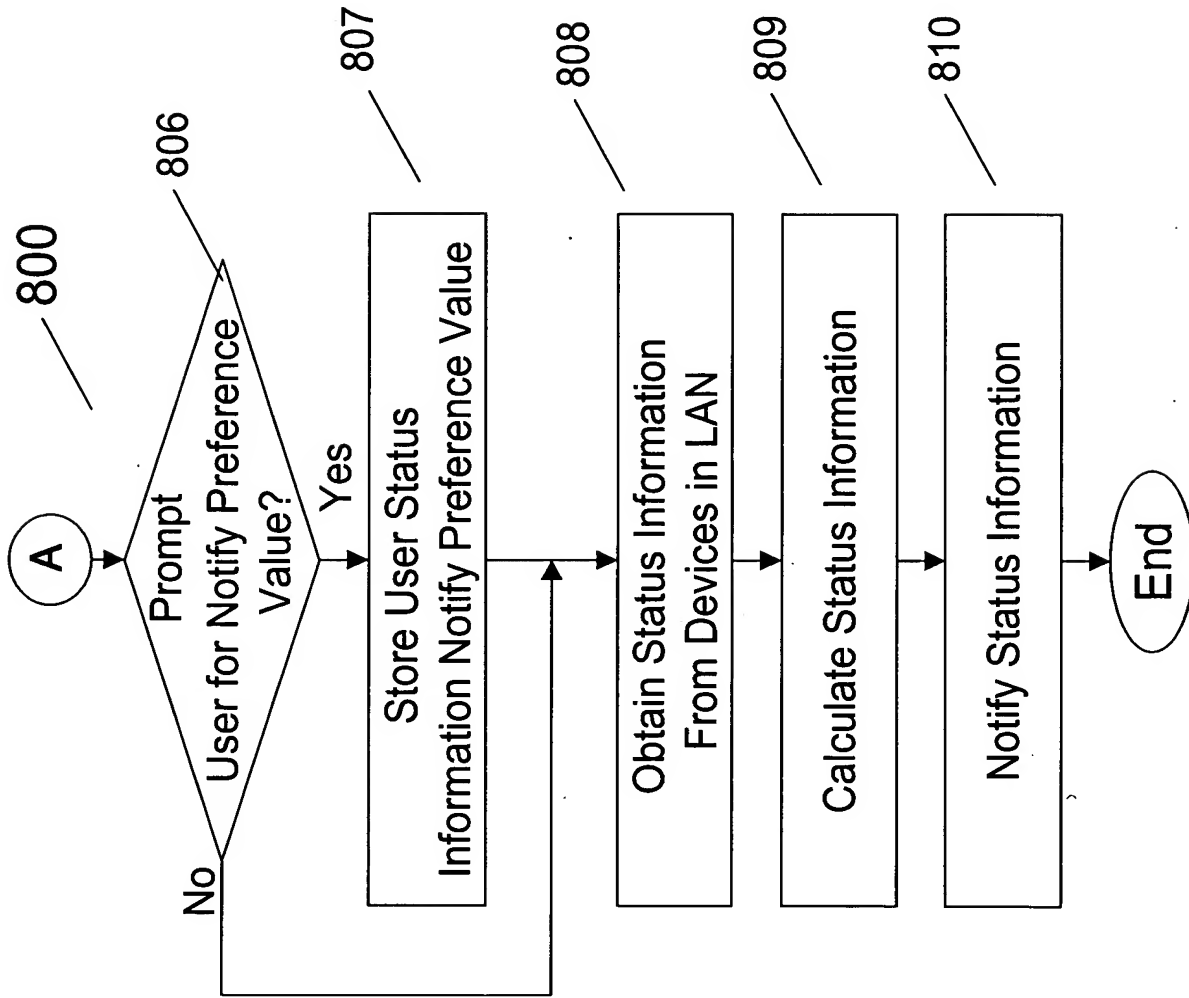 800
A
806
Prompt
User for Notify Preference
Value?
No
Yes
807
Store User Status
Information Notify Preference Value
808
Obtain Status Information
From Devices in LAN
809
Calculate Status Information
810
Notify Status Information
End